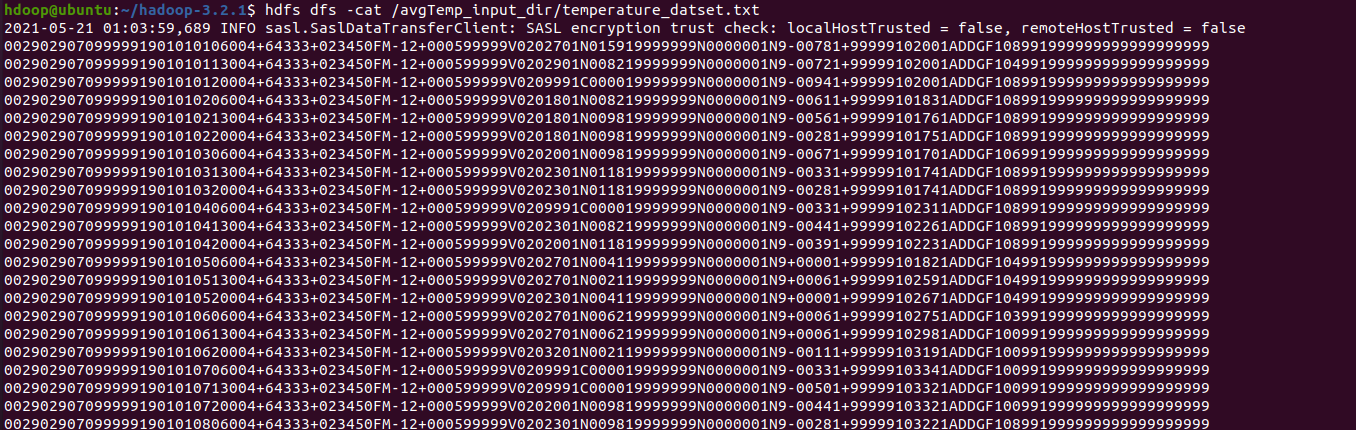 hdoop@ubuntu:~/hadoop-3.2.1$ hdfs dfs -cat /avgTemp_input_dir/temperature_datset.txt
2021-05-21 01:03:59,689 INFO sasl.SaslDataTransferClient: SASL encryption trust check: localHostTrusted = false, remoteHostTrusted = false
0029029070999991901010106004+64333+023450FM-12+000599999V0202701N015919999999N0000001N9-00781+99999102001ADDGF108991999999999999999999
0029029070999991901010113004+64333+023450FM-12+000599999V0202901N008219999999N0000001N9-00721+99999102001ADDGF104991999999999999999999
0029029070999991901010120004+64333+023450FM-12+000599999V0209991C000019999999N0000001N9-00941+99999102001ADDGF108991999999999999999999
0029029070999991901010206004+64333+023450FM-12+000599999V0201801N008219999999N0000001N9-00611+99999101831ADDGF108991999999999999999999
0029029070999991901010213004+64333+023450FM-12+000599999V0201801N009819999999N0000001N9-00561+99999101761ADDGF108991999999999999999999
0029029070999991901010220004+64333+023450FM-12+000599999V0201801N009819999999N0000001N9-00281+99999101751ADDGF108991999999999999999999
0029029070999991901010306004+64333+023450FM-12+000599999V0202001N009819999999N0000001N9-00671+99999101701ADDGF106991999999999999999999
0029029070999991901010313004+64333+023450FM-12+000599999V0202301N011819999999N0000001N9-00331+99999101741ADDGF108991999999999999999999
0029029070999991901010320004+64333+023450FM-12+000599999V0202301N011819999999N0000001N9-00281+99999101741ADDGF108991999999999999999999
0029029070999991901010406004+64333+023450FM-12+000599999V0209991C000019999999N0000001N9-00331+99999102311ADDGF108991999999999999999999
0029029070999991901010413004+64333+023450FM-12+000599999V0202301N008219999999N0000001N9-00441+99999102261ADDGF108991999999999999999999
0029029070999991901010420004+64333+023450FM-12+000599999V0202001N011819999999N0000001N9-00391+99999102231ADDGF108991999999999999999999
0029029070999991901010506004+64333+023450FM-12+000599999V0202701N004119999999N0000001N9+00001+99999101821ADDGF104991999999999999999999
0029029070999991901010513004+64333+023450FM-12+000599999V0202701N002119999999N0000001N9+00061+99999102591ADDGF104991999999999999999999
0029029070999991901010520004+64333+023450FM-12+000599999V0202301N004119999999N0000001N9+00001+99999102671ADDGF104991999999999999999999
0029029070999991901010606004+64333+023450FM-12+000599999V0202701N006219999999N0000001N9+00061+99999102751ADDGF103991999999999999999999
0029029070999991901010613004+64333+023450FM-12+000599999V0202701N006219999999N0000001N9+00061+99999102981ADDGF100991999999999999999999
0029029070999991901010620004+64333+023450FM-12+000599999V0203201N002119999999N0000001N9-00111+99999103191ADDGF100991999999999999999999
0029029070999991901010706004+64333+023450FM-12+000599999V0209991C000019999999N0000001N9-00331+99999103341ADDGF100991999999999999999999
0029029070999991901010713004+64333+023450FM-12+000599999V0209991C000019999999N0000001N9-00501+99999103321ADDGF100991999999999999999999
0029029070999991901010720004+64333+023450FM-12+000599999V0202001N009819999999N0000001N9-00441+99999103321ADDGF100991999999999999999999
0029029070999991901010806004+64333+023450FM-12+000599999V0202301N009819999999N0000001N9-00281+99999103221ADDGF108991999999999999999999